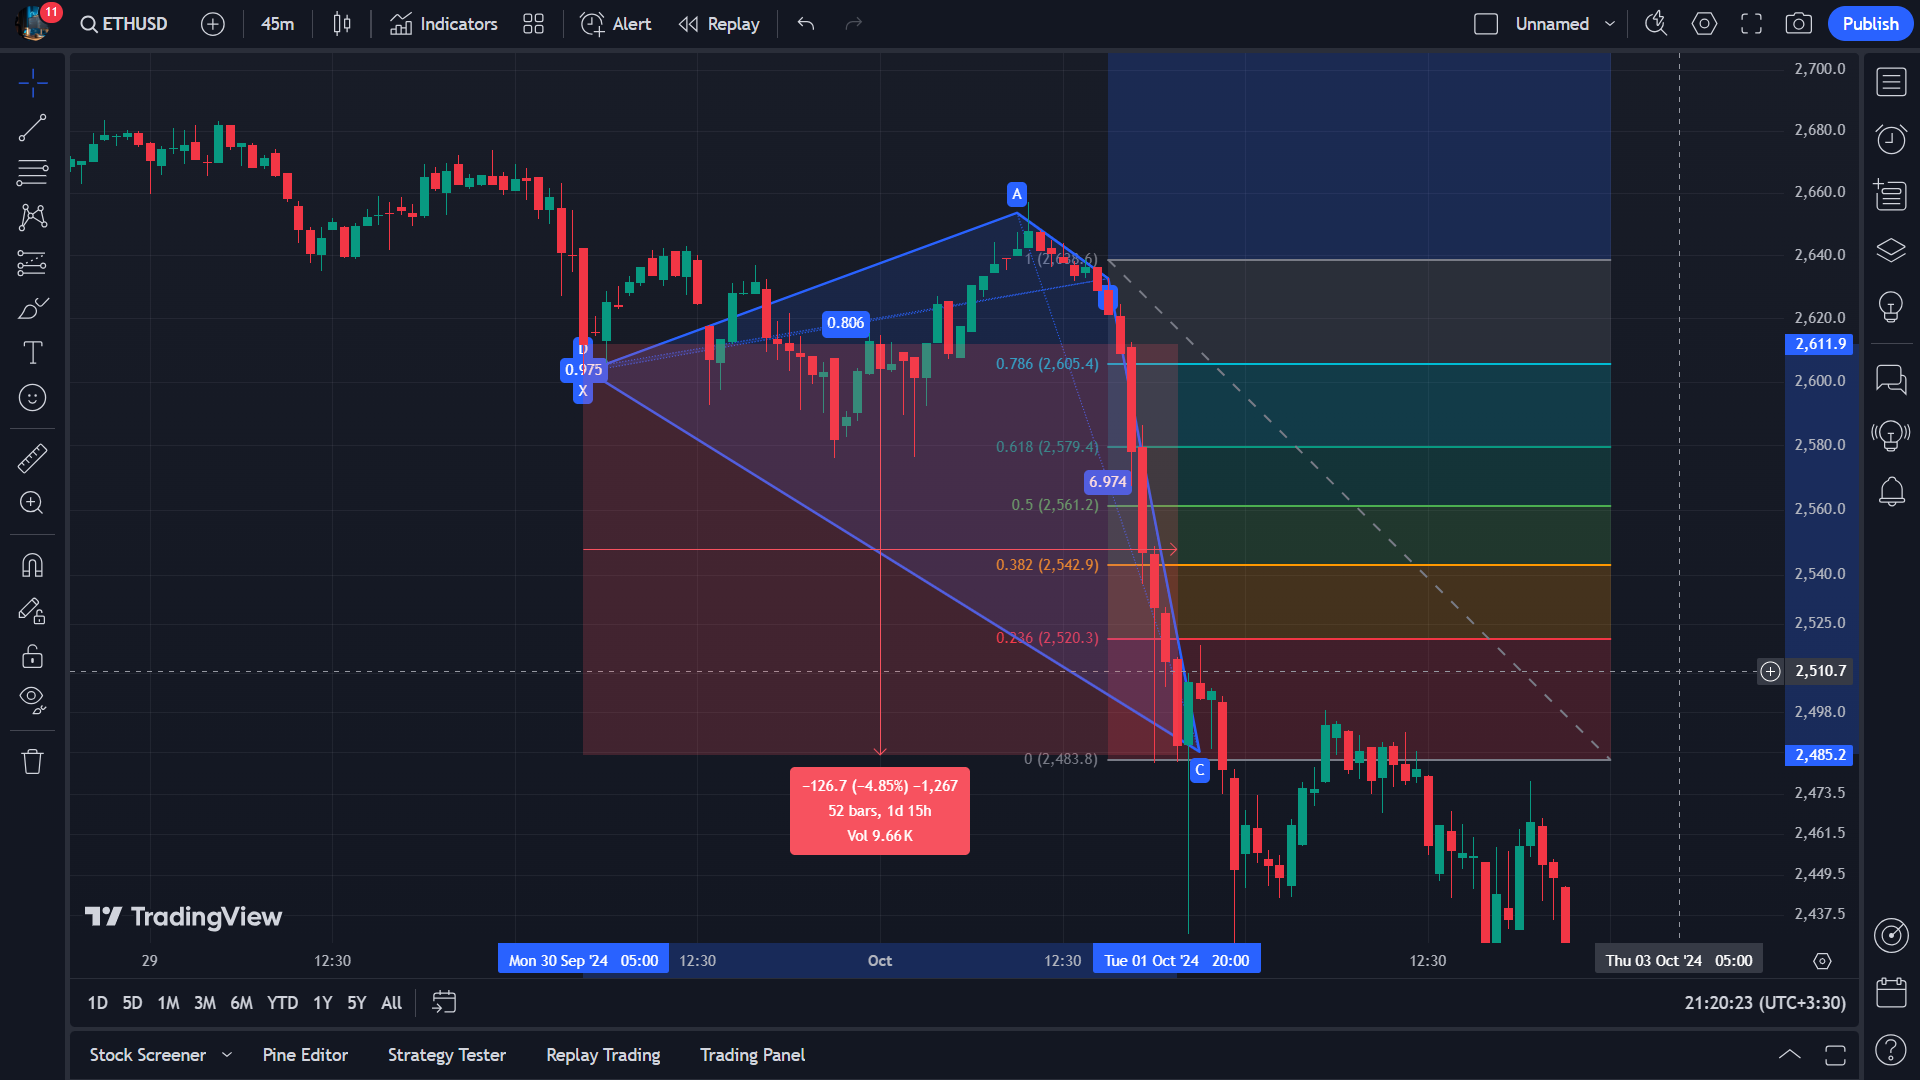 11
ETHUSD
45m
Indicators
Alert
Replay
Unnamed
Publish
2,700.0
2,680.0
2,660.0
2,640.0
2,620.0
2,611.9
2,600.0
2,580.0
2,560.0
2,540.0
2,525.0
2,510.7
2,498.0
2,485.2
2,473.5
2,461.5
2,449.5
2,437.5
A
1 (2,638.6)
0.806
D
0.975
X
0.786 (2,605.4)
0.618 (2,579.4)
6.974
0.5 (2,561.2)
0.382 (2,542.9)
0.236 (2,520.3)
0 (2,483.8)
C
−126.7 (−4.85%) −1,267
52 bars, 1d 15h
Vol 9.66K
TradingView
29
12:30
Mon 30 Sep '24 05:00
12:30
Oct
12:30
Tue 01 Oct '24 20:00
12:30
Thu 03 Oct '24 05:00
1D 5D 1M 3M 6M YTD 1Y 5Y All
21:20:23 (UTC+3:30)
Stock Screener
Pine Editor
Strategy Tester
Replay Trading
Trading Panel